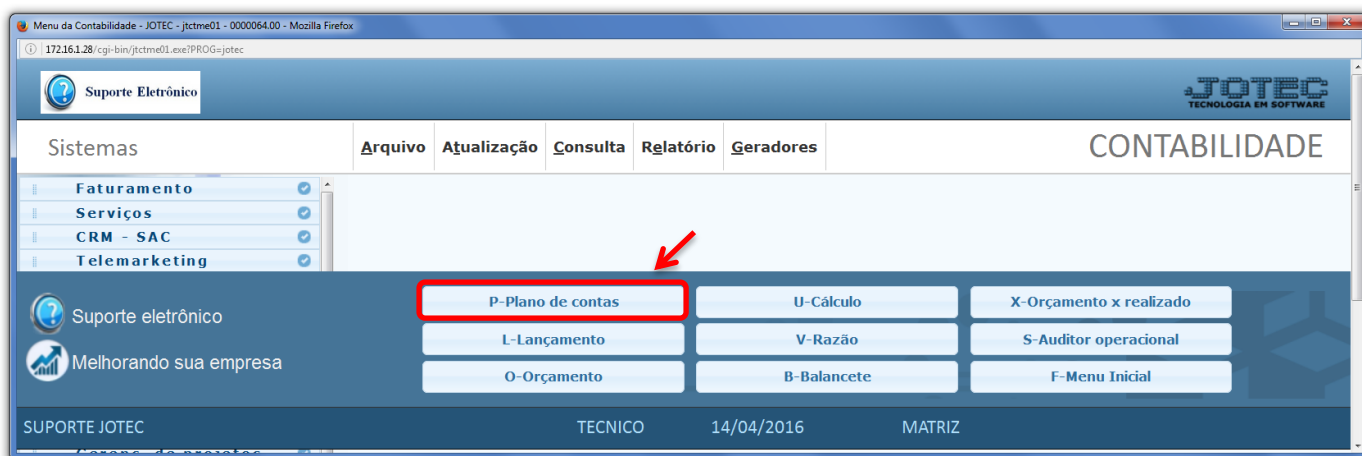 Menu da Contabilidade - JOTEC - jtctme01 - 0000064.00 - Mozilla Firefox
172.16.1.28/cgi-bin/jtctme01.exe?PROG=jotec
Suporte Eletrônico
JOTEC
TECNOLOGIA EM SOFTWARE
Sistemas
Arquivo Atualização Consulta Relatório Geradores
CONTABILIDADE
Faturamento
Serviços
CRM - SAC
Telemarketing
Suporte eletrônico
Melhorando sua empresa
P-Plano de contas U-Cálculo X-Orçamento x realizado
L-Lançamento V-Razão S-Auditor operacional
O-Orçamento B-Balancete F-Menu Inicial
SUPORTE JOTEC TECNICO 14/04/2016 MATRIZ